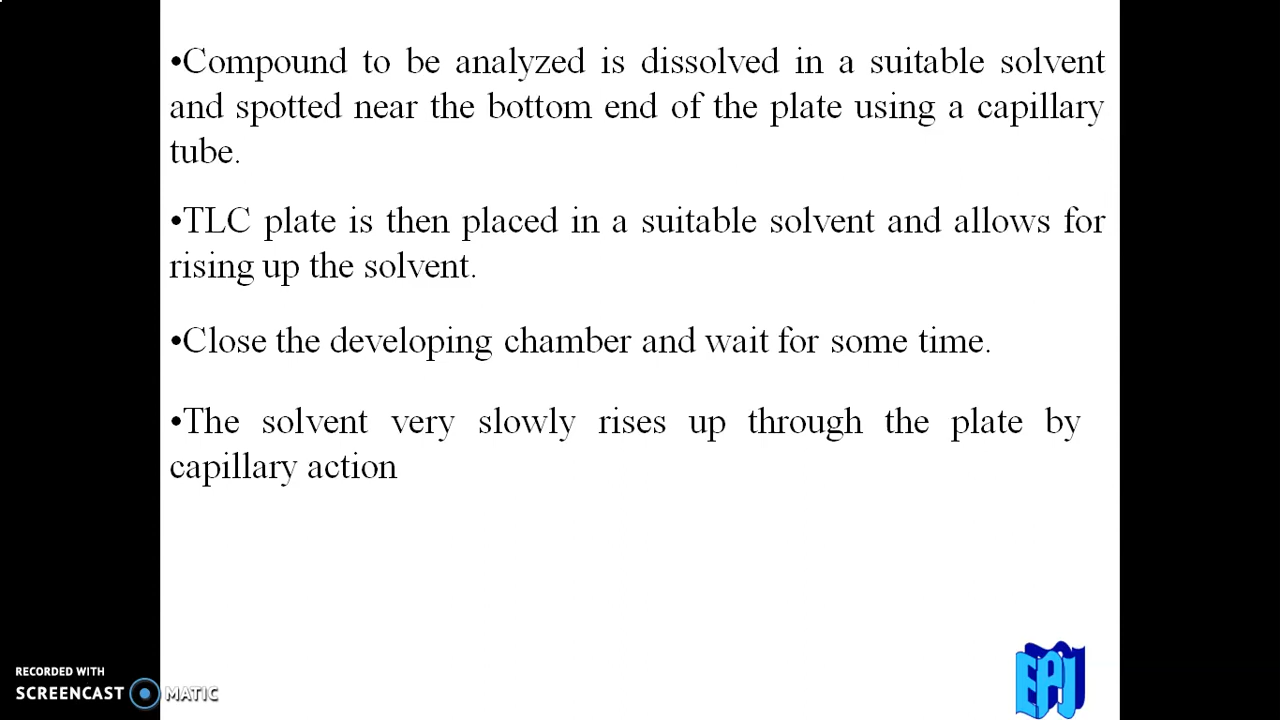 •Compound to be analyzed is dissolved in a suitable solvent
and spotted near the bottom end of the plate using a capillary
tube.
•TLC plate is then placed in a suitable solvent and allows for
rising up the solvent.
•Close the developing chamber and wait for some time.
•The solvent very slowly rises up through the plate by
capillary action
RECORDED WITH
SCREENCAST MATIC
EPJ